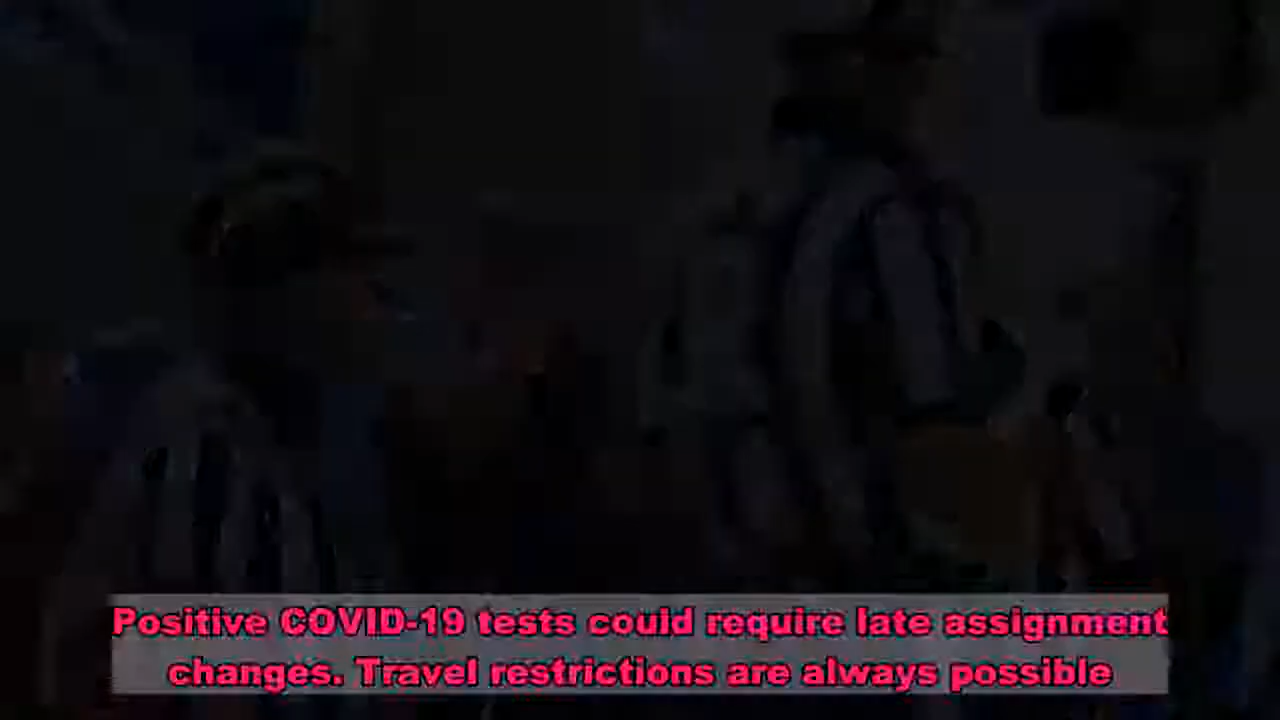 Positive COVID-19 tests could require late assignment
changes. Travel restrictions are always possible